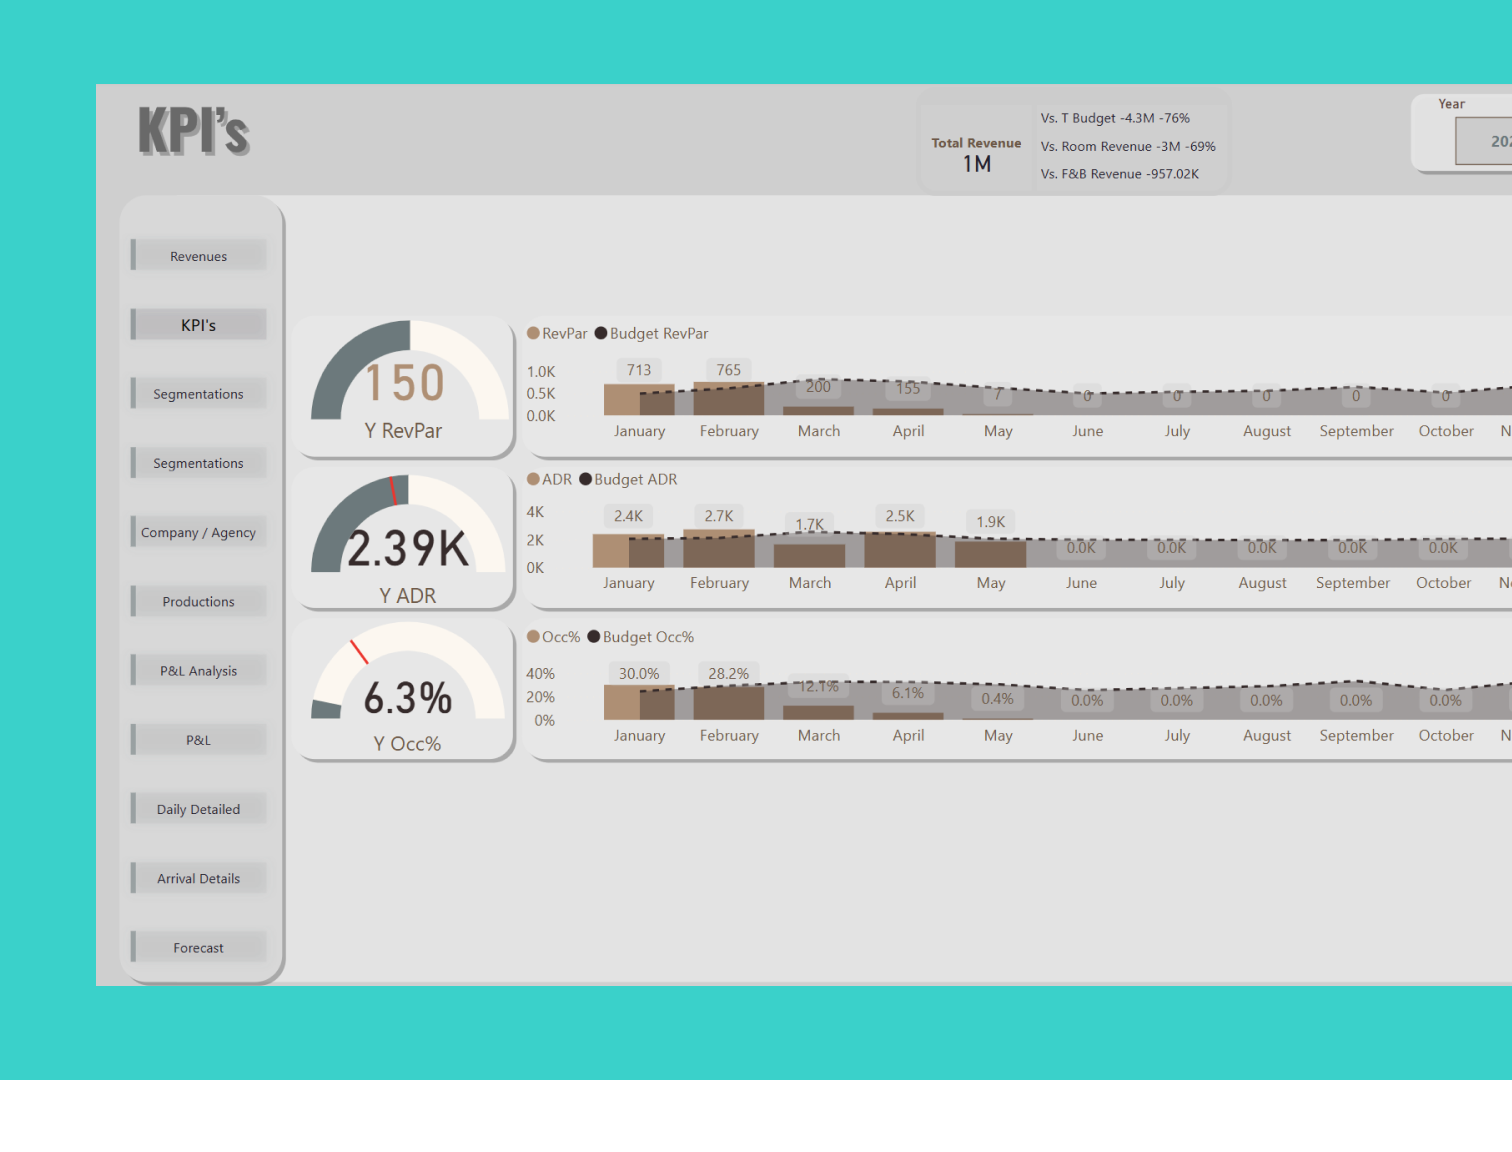 KPI's
Total Revenue
1M
Vs. T Budget -4.3M -76%
Vs. Room Revenue -3M -69%
Vs. F&B Revenue -957.02K
Year
Revenues
KPI's
Segmentations
Segmentations
Company / Agency
Productions
P&L Analysis
P&L
Daily Detailed
Arrival Details
Forecast
150
Y RevPar
RevPar Budget RevPar
1.0K
0.5K
0.0K
713 765 200 155 7 0 0 0 0 0
January February March April May June July August September October
2.39K
Y ADR
ADR Budget ADR
4K
2K
0K
2.4K 2.7K 1.7K 2.5K 1.9K 0.0K 0.0K 0.0K 0.0K 0.0K
January February March April May June July August September October
6.3%
Y Occ%
Occ% Budget Occ%
40%
20%
0%
30.0% 28.2% 12.1% 6.1% 0.4% 0.0% 0.0% 0.0% 0.0% 0.0%
January February March April May June July August September October